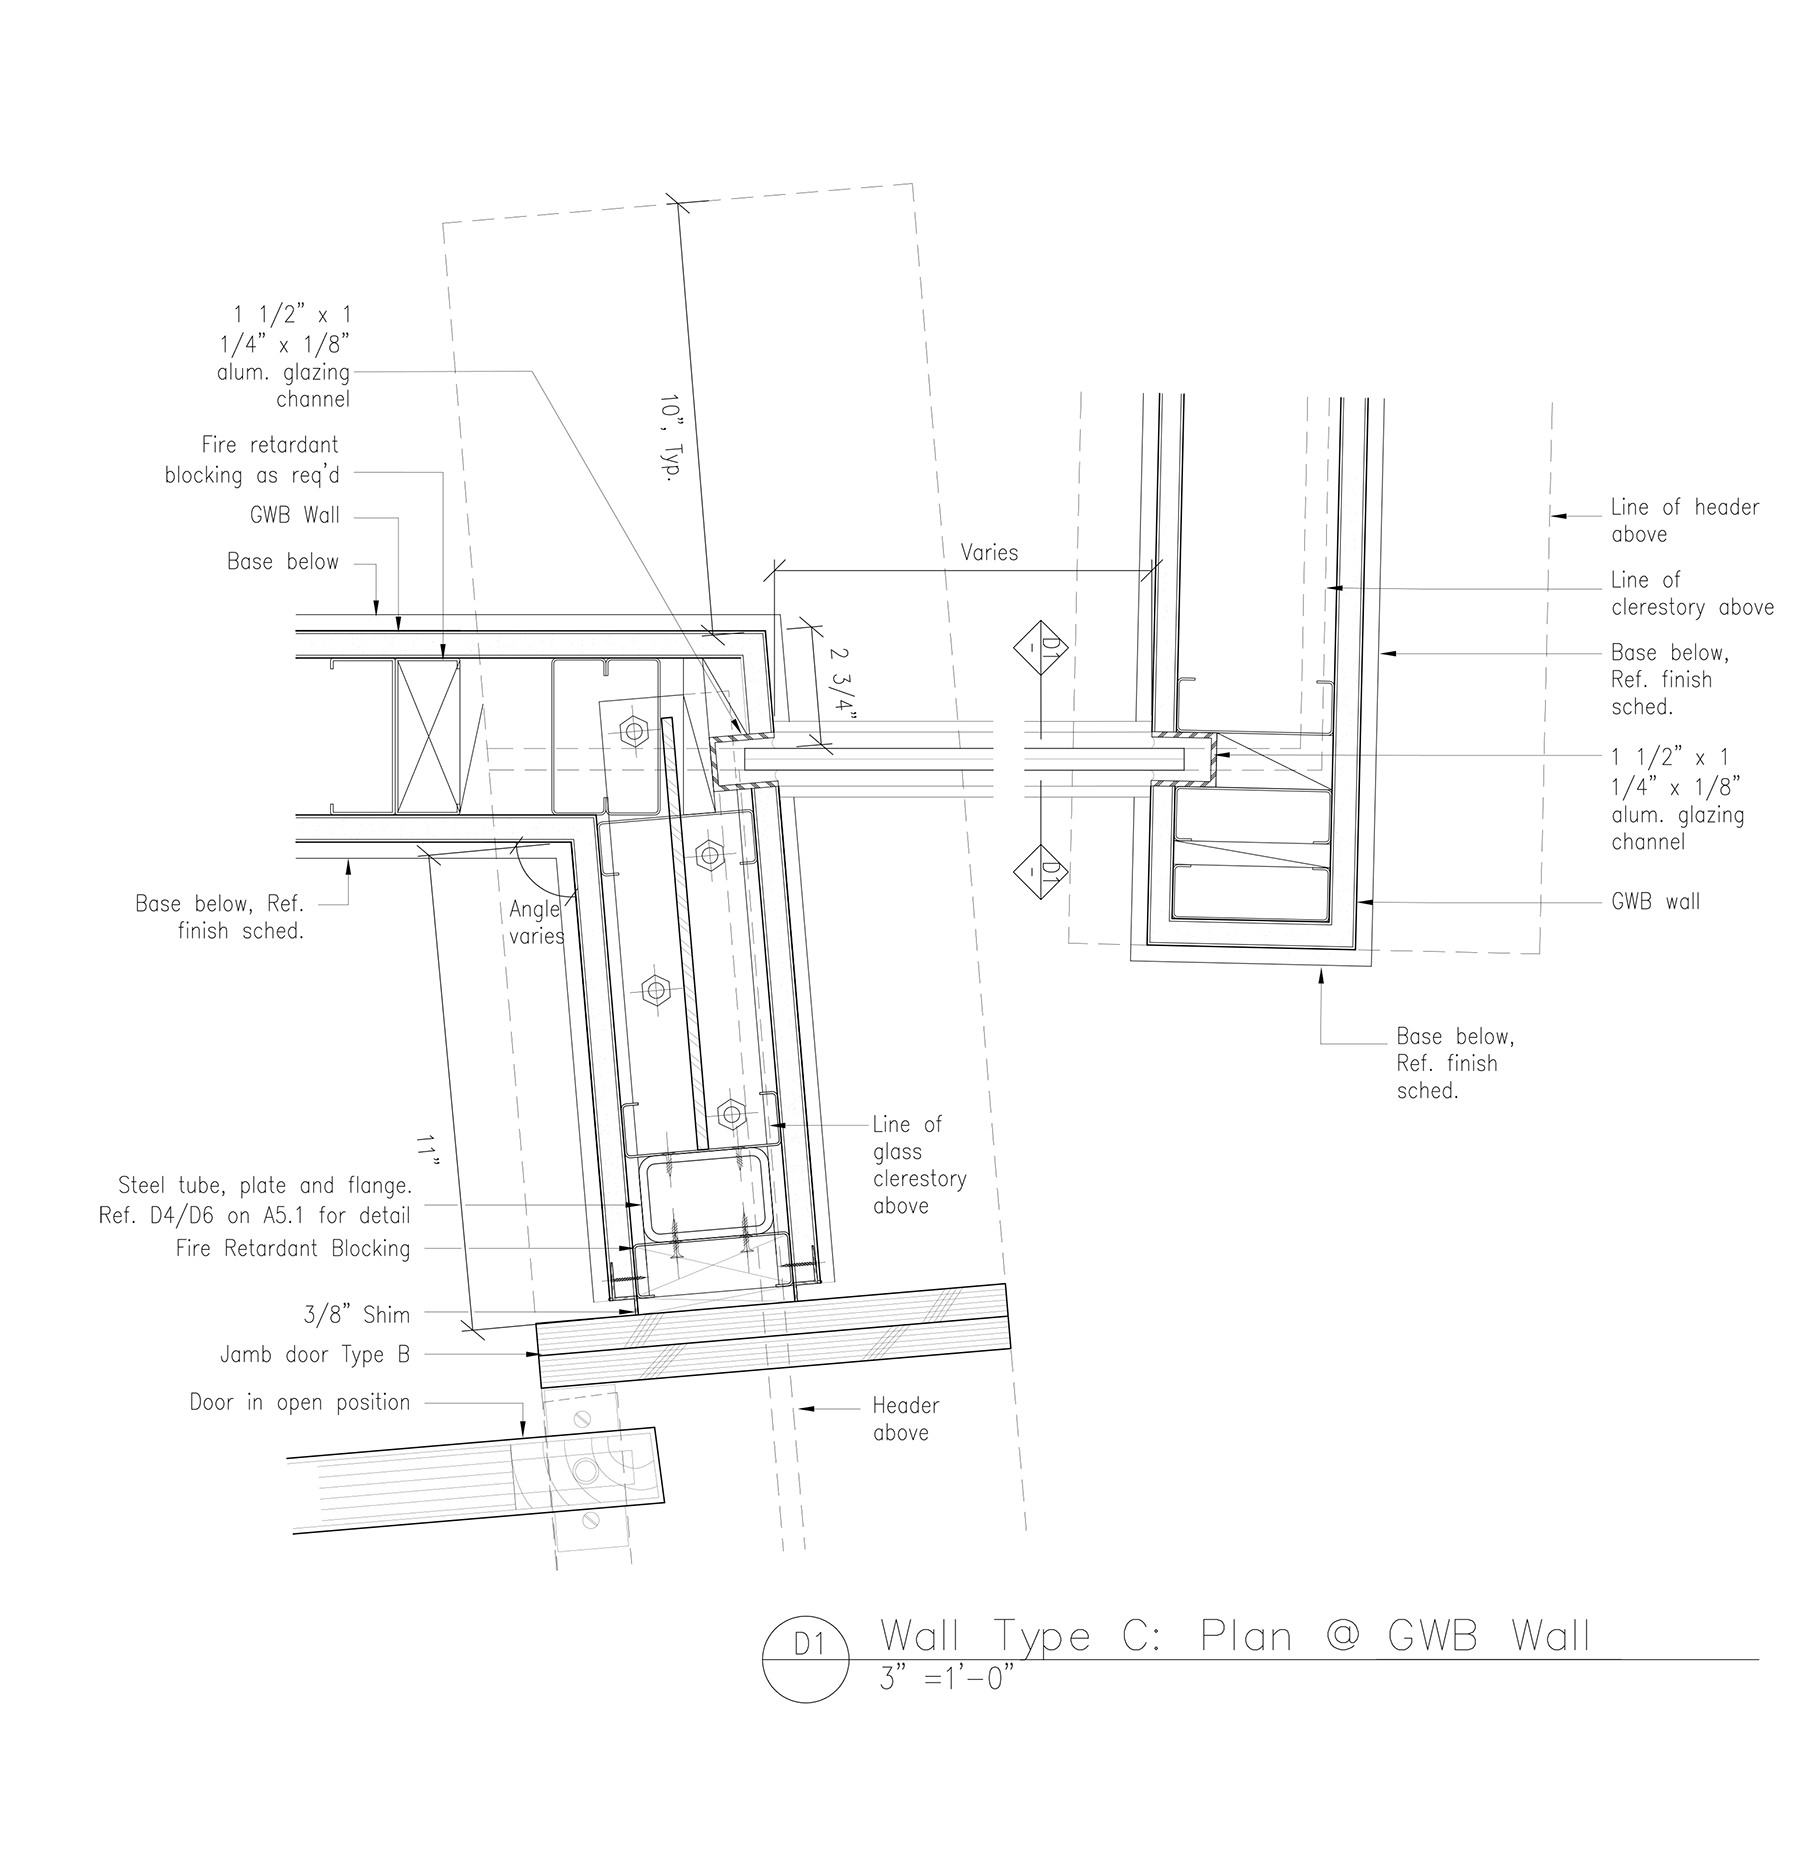 1 1/2” x 1
1/4” x 1/8”
alum. glazing
channel
Fire retardant
blocking as req’d
GWB Wall
Base below
10”, Typ.
Varies
2 3/4”
D1
-
D1
-
Line of header
above
Line of
clerestory above
Base below,
Ref. finish
sched.
1 1/2” x 1
1/4” x 1/8”
alum. glazing
channel
GWB wall
Base below,
Ref. finish
sched.
Base below, Ref.
finish sched.
Angle
varies
11”
Line of
glass
clerestory
above
Steel tube, plate and flange.
Ref. D4/D6 on A5.1 for detail
Fire Retardant Blocking
3/8” Shim
Jamb door Type B
Door in open position
Header
above
D1
Wall Type C: Plan @ GWB Wall
3” =1’-0”